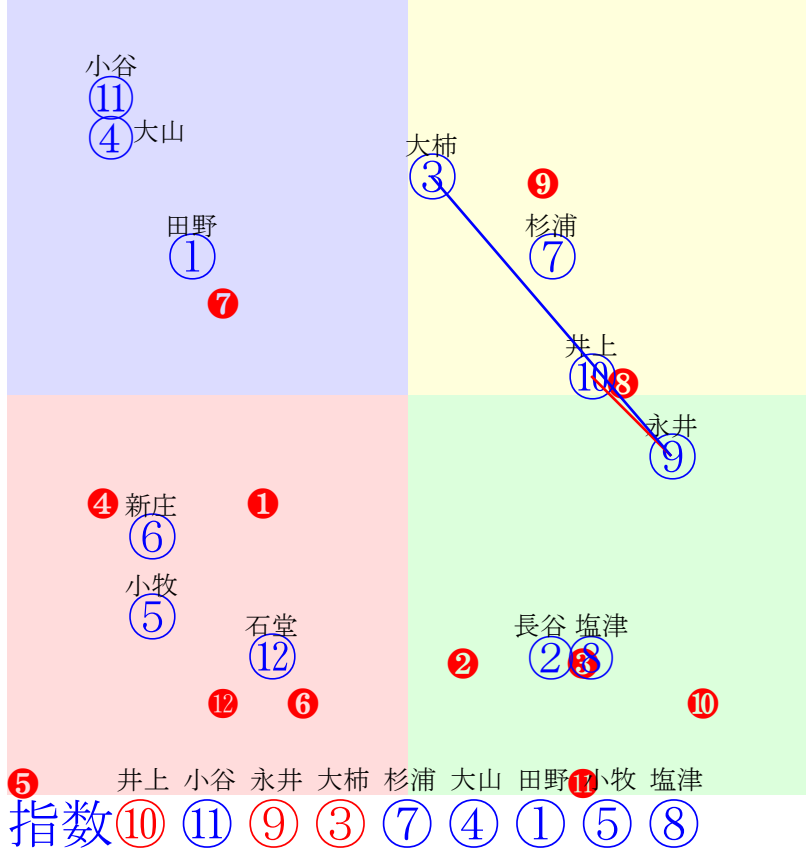 小谷
⑪
④大山
大柿
③
❾
田野
①
杉浦
⑦
❼
井上
⑩❽
永井
⑨
❹
❶
新庄
⑥
小牧
⑤
石堂
⑫
長谷 塩津
②⑧
❷
❸
⓬
❻
❿
❺
⓫
井上 小谷 永井 大柿 杉浦 大山 田野 小牧 塩津
指数⑩ ⑪ ⑨ ③ ⑦ ④ ① ⑤ ⑧